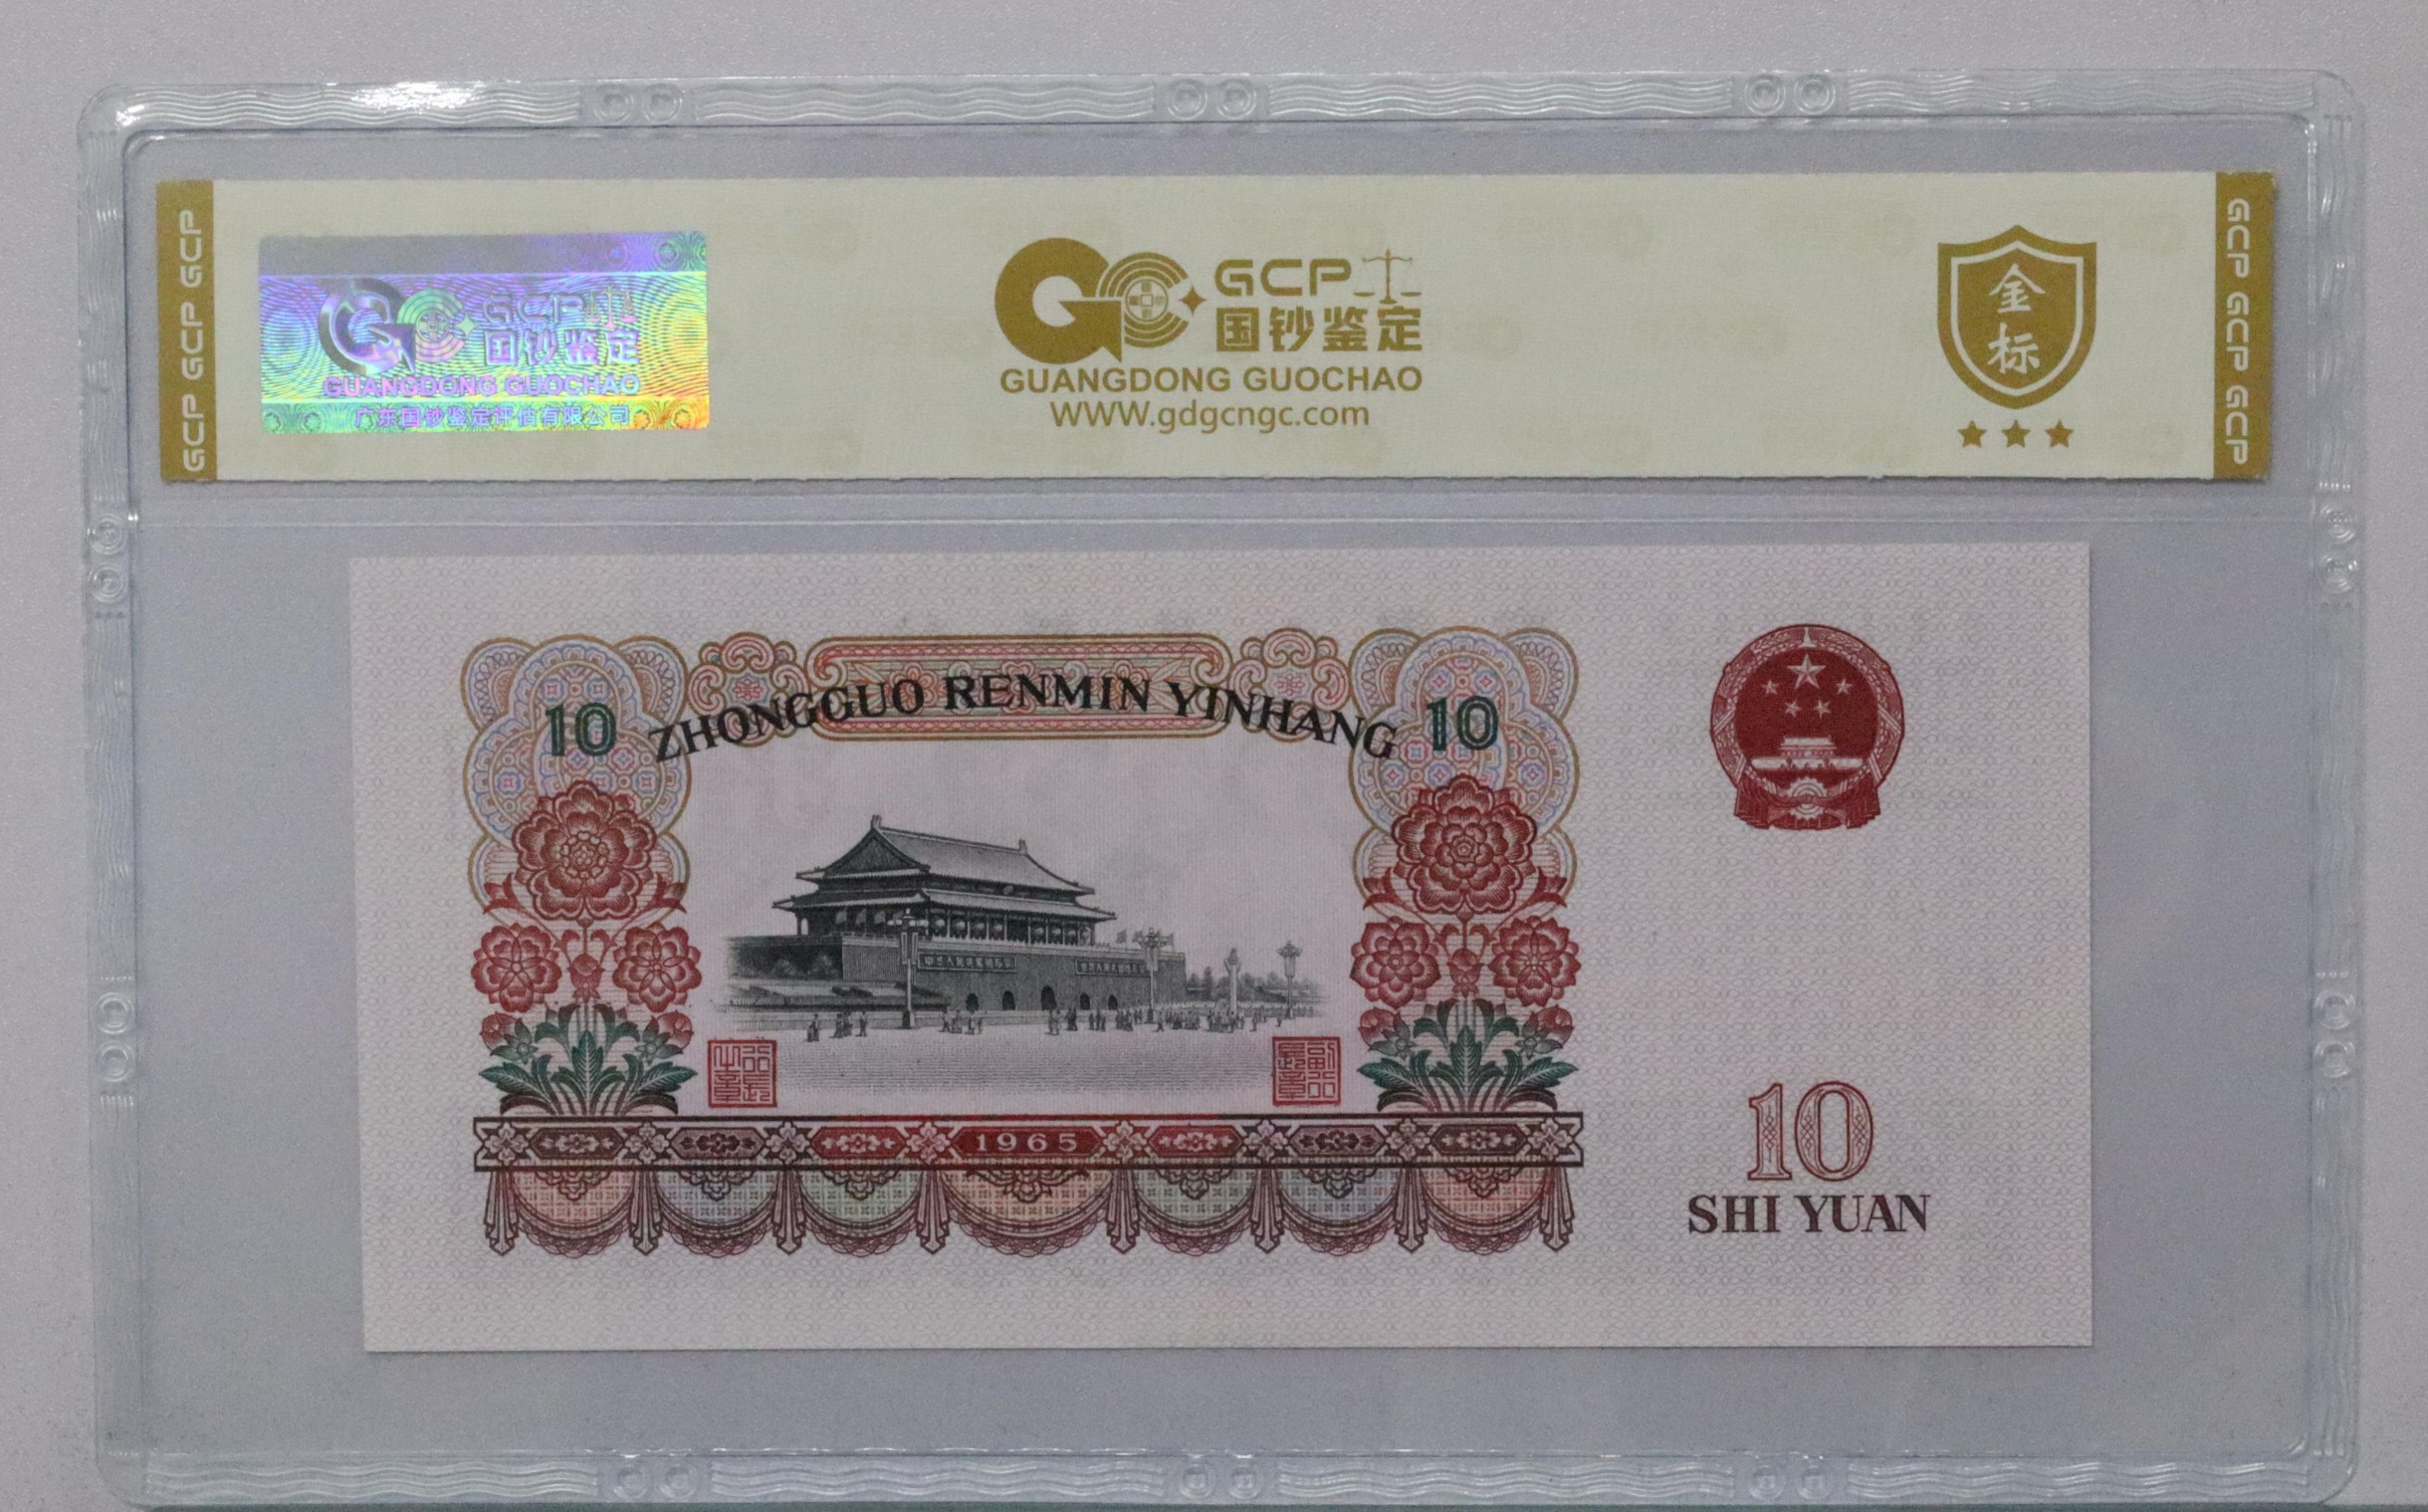 GCP GCP GCP
GCP
国钞鉴定
GUANGDONG GUOCHAO
广东国钞鉴定评估有限公司
GCP
国钞鉴定
GUANGDONG GUOCHAO
WWW.gdgcngc.com
金
标
GCP GCP GCP
10
ZHONGGUO RENMIN YINHANG
10
1965
10
SHI YUAN